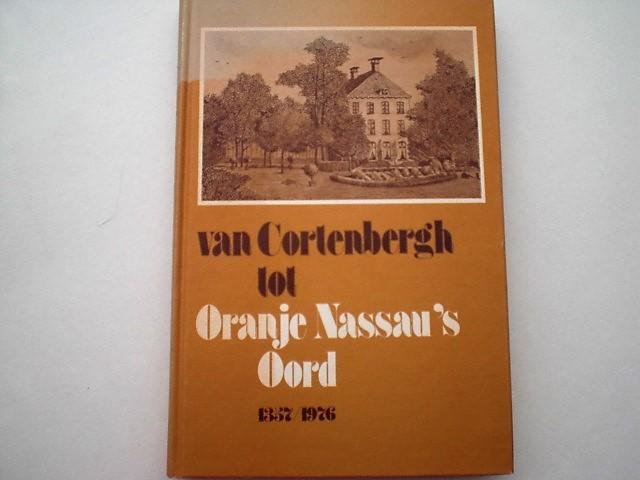 van Cortenbergh
tot
Oranje Nassau's
Oord
1357/1976